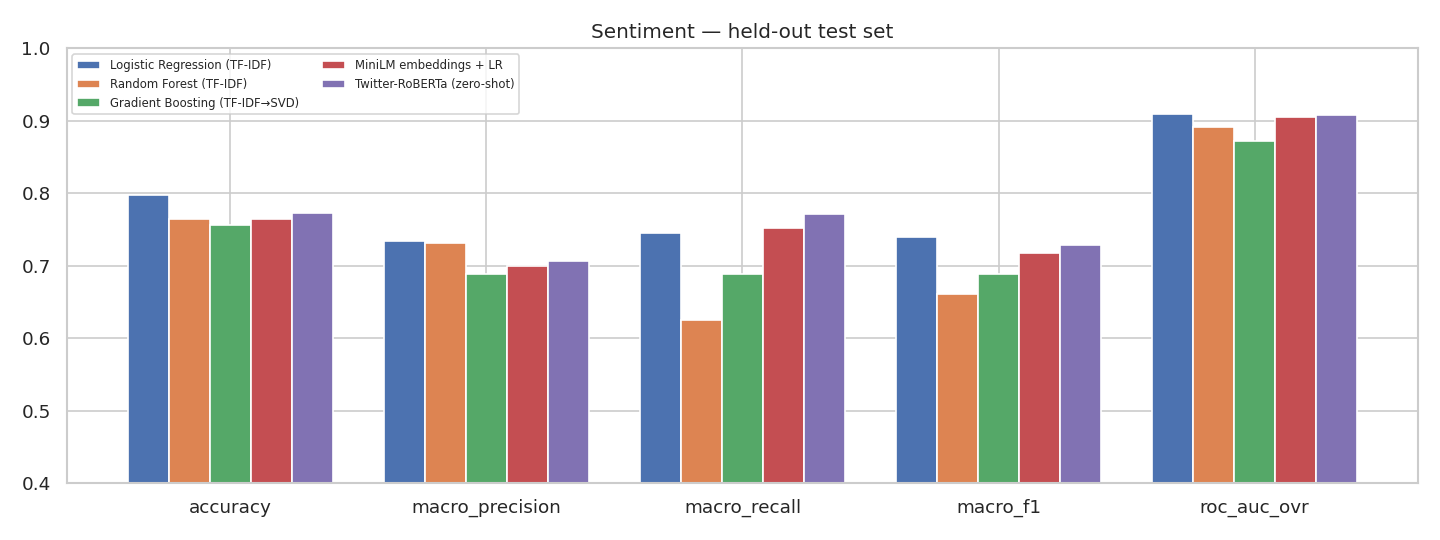 Sentiment — held-out test set
1.0
0.9
0.8
0.7
0.6
0.5
0.4
Logistic Regression (TF-IDF)
Random Forest (TF-IDF)
Gradient Boosting (TF-IDF→SVD)
MiniLM embeddings + LR
Twitter-RoBERTa (zero-shot)
accuracy
macro_precision
macro_recall
macro_f1
roc_auc_ovr